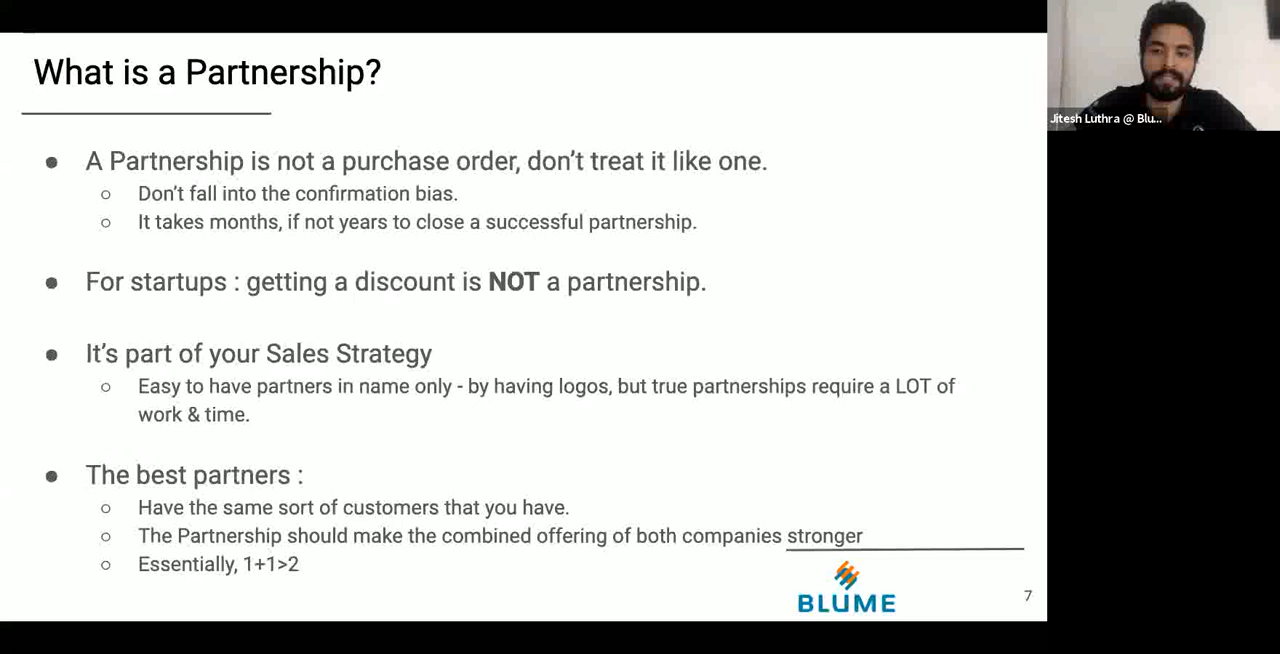 What is a Partnership?
● A Partnership is not a purchase order, don’t treat it like one.
○ Don’t fall into the confirmation bias.
○ It takes months, if not years to close a successful partnership.
● For startups : getting a discount is NOT a partnership.
● It’s part of your Sales Strategy
○ Easy to have partners in name only - by having logos, but true partnerships require a LOT of
work & time.
● The best partners :
○ Have the same sort of customers that you have.
○ The Partnership should make the combined offering of both companies stronger
○ Essentially, 1+1>2
BLUME
7
Jitesh Luthra @ Blu...